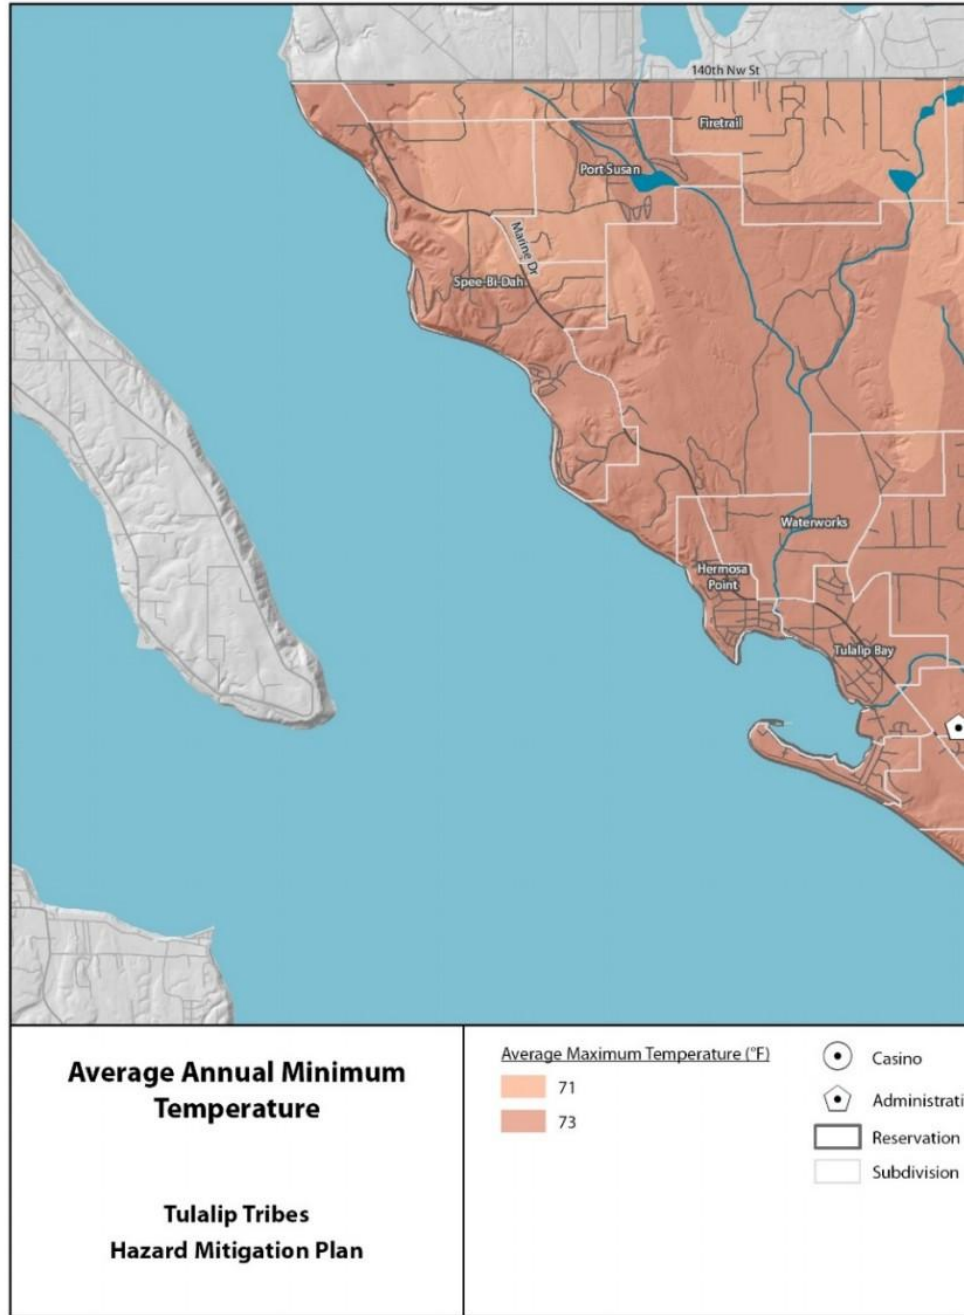 140th Nw St
Firetrail
Port Susan
Marine Dr
Spee-Bi-Dah
Waterworks
Hermosa
Point
Tulalip Bay
Average Annual Minimum
Temperature
Tulalip Tribes
Hazard Mitigation Plan
Average Maximum Temperature (°F)
71
73
Casino
Administrati
Reservation
Subdivision